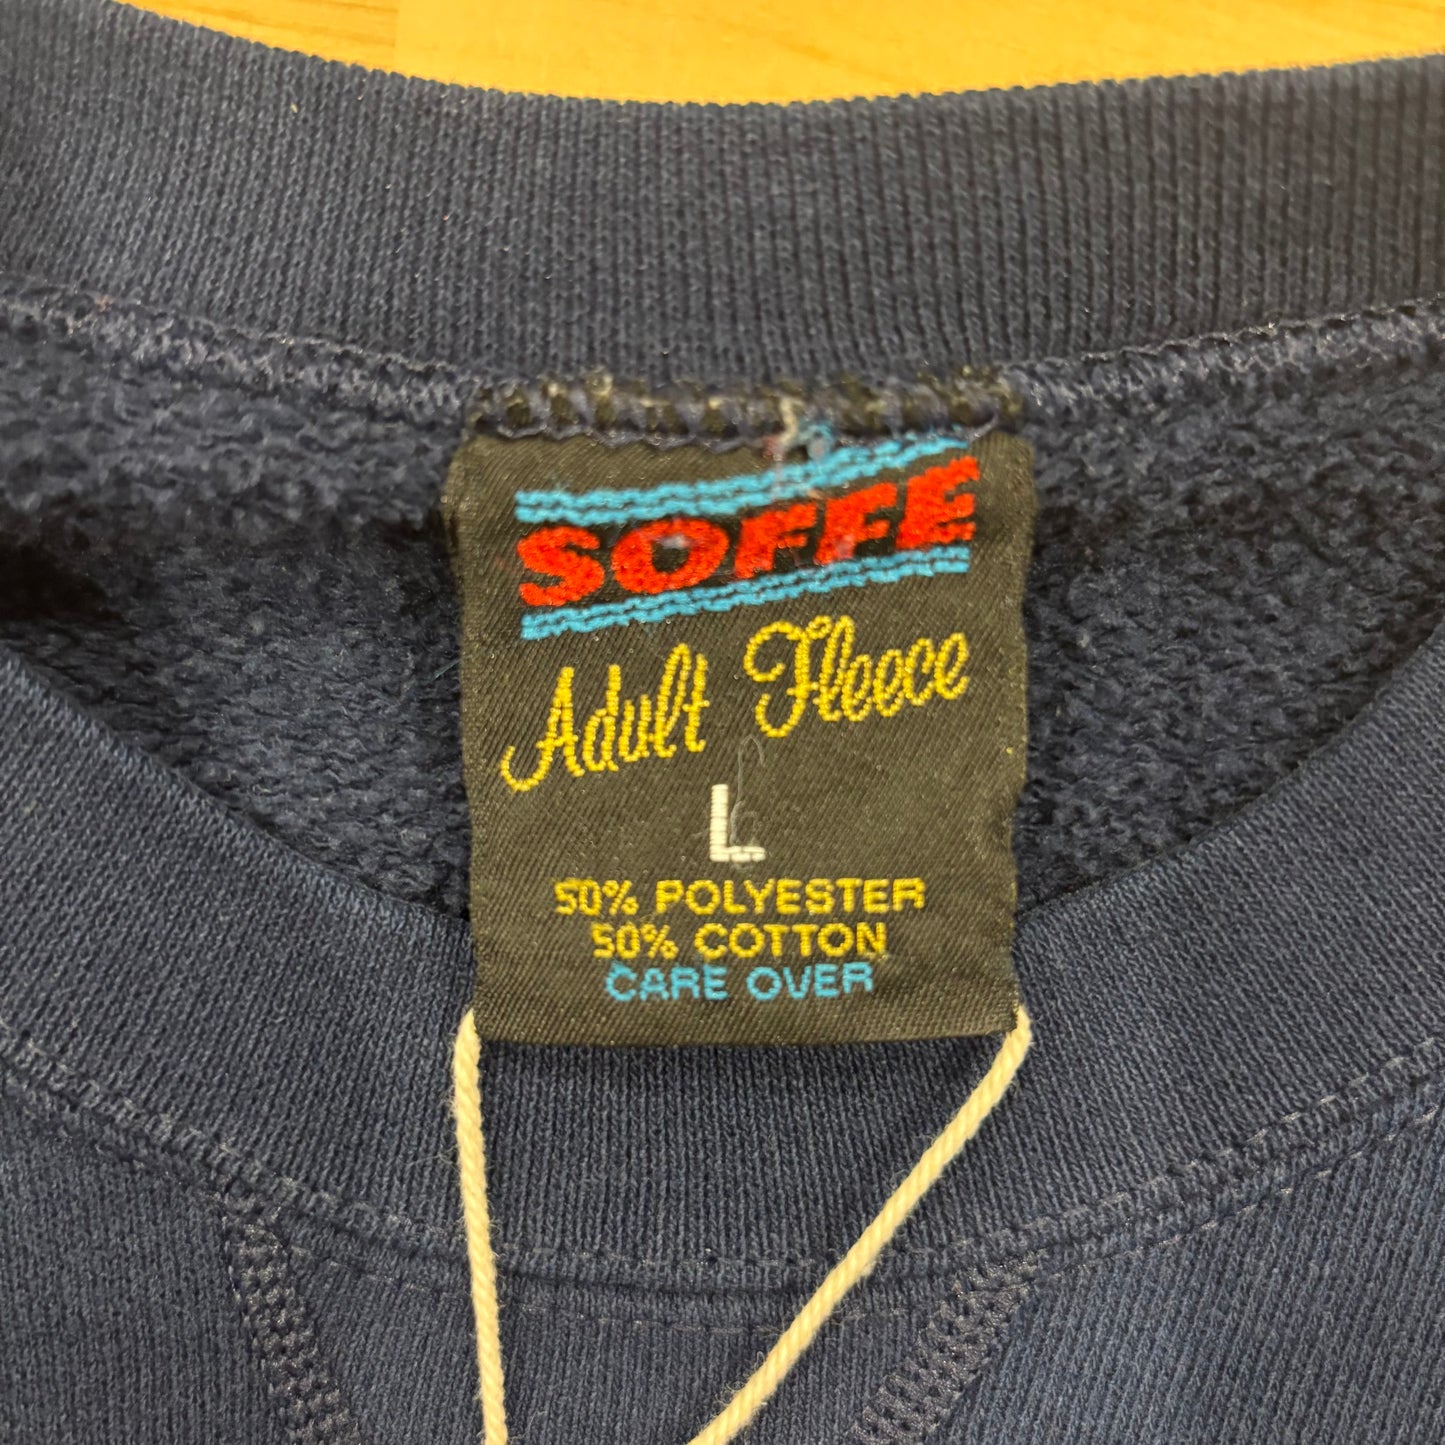 SOFFE
Adult Fleece
L
50% POLYESTER
50% COTTON
CARE OVER